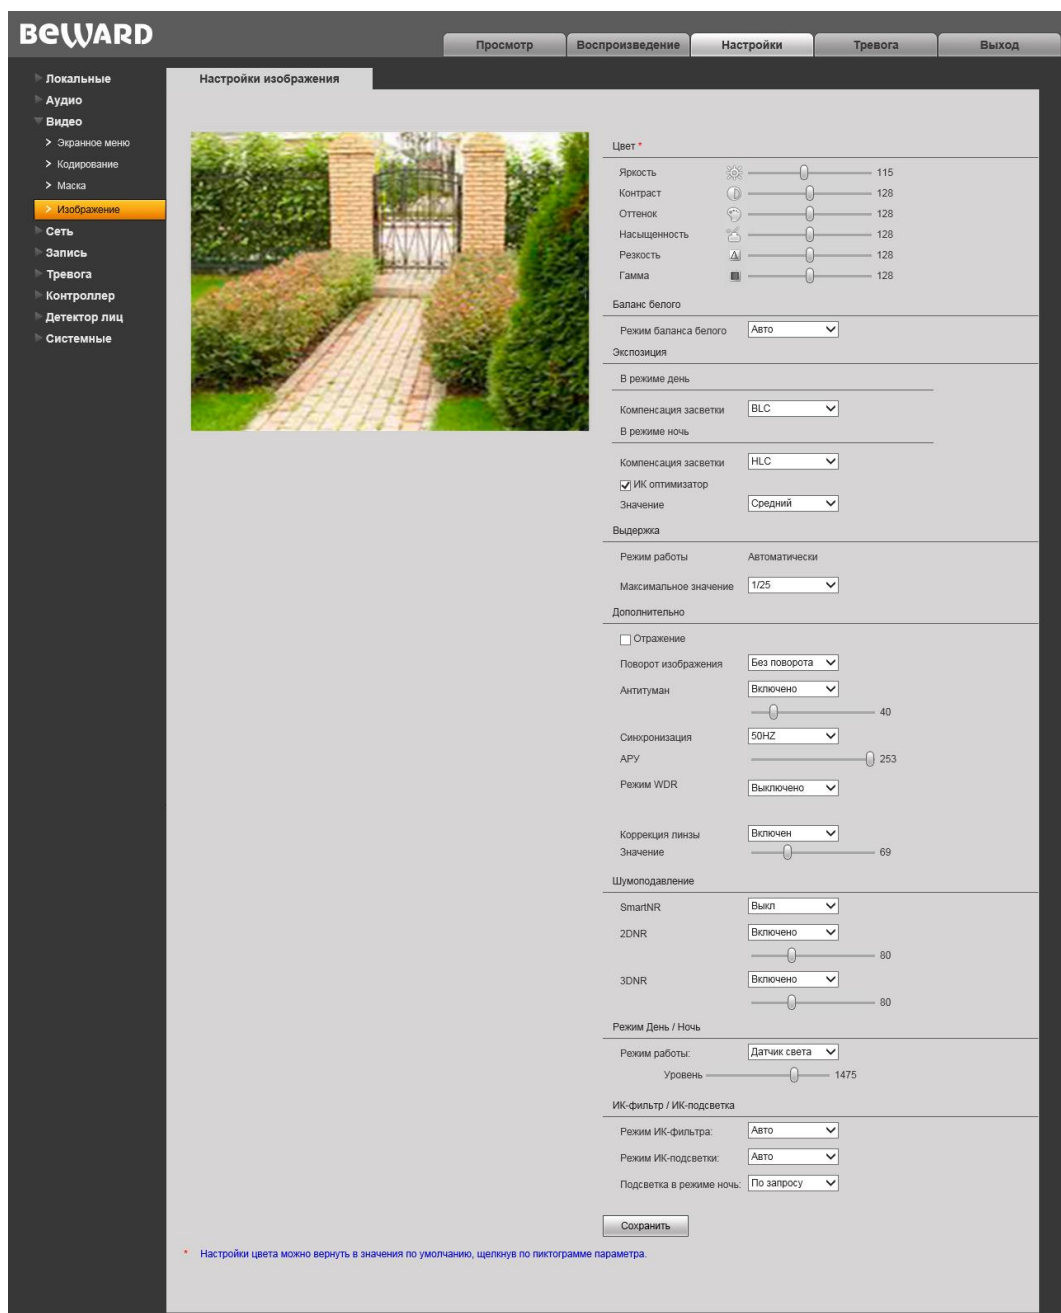 BEWARD
Просмотр Воспроизведение Настройки Тревога Выход
Локальные
Аудио
Видео
Экранное меню
Кодирование
Маска
Изображение
Сеть
Запись
Тревога
Контроллер
Детектор лиц
Системные
Настройки изображения
Цвет *
Яркость 115
Контраст 128
Оттенок 128
Насыщенность 128
Резкость 128
Гамма 128
Баланс белого
Режим баланса белого Авто
Экспозиция
В режиме день
Компенсация засветки BLC
В режиме ночь
Компенсация засветки HLC
ИК оптимизатор
Значение Средний
Выдержка
Режим работы Автоматически
Максимальное значение 1/25
Дополнительно
Отражение
Поворот изображения Без поворота
Антитуман Включено
40
Синхронизация 50HZ
АРУ 253
Режим WDR Выключено
Коррекция линзы Включен
Значение 69
Шумоподавление
SmartNR Выкл
2DNR Включено
80
3DNR Включено
80
Режим День / Ночь
Режим работы: Датчик света
Уровень 1475
ИК-фильтр / ИК-подсветка
Режим ИК-фильтра: Авто
Режим ИК-подсветки: Авто
Подсветка в режиме ночь: По запросу
Сохранить
* Настройки цвета можно вернуть в значения по умолчанию, щелкнув по пиктограмме параметра.